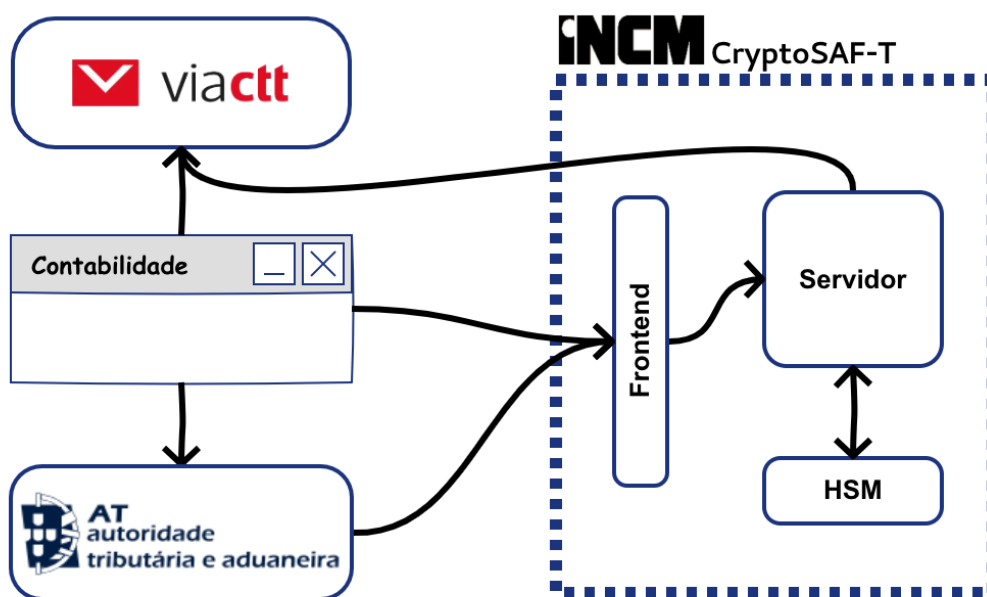 viactt
INCM CryptoSAF-T
Contabilidade
Servidor
Frontend
HSM
AT
autoridade
tributária e aduaneira